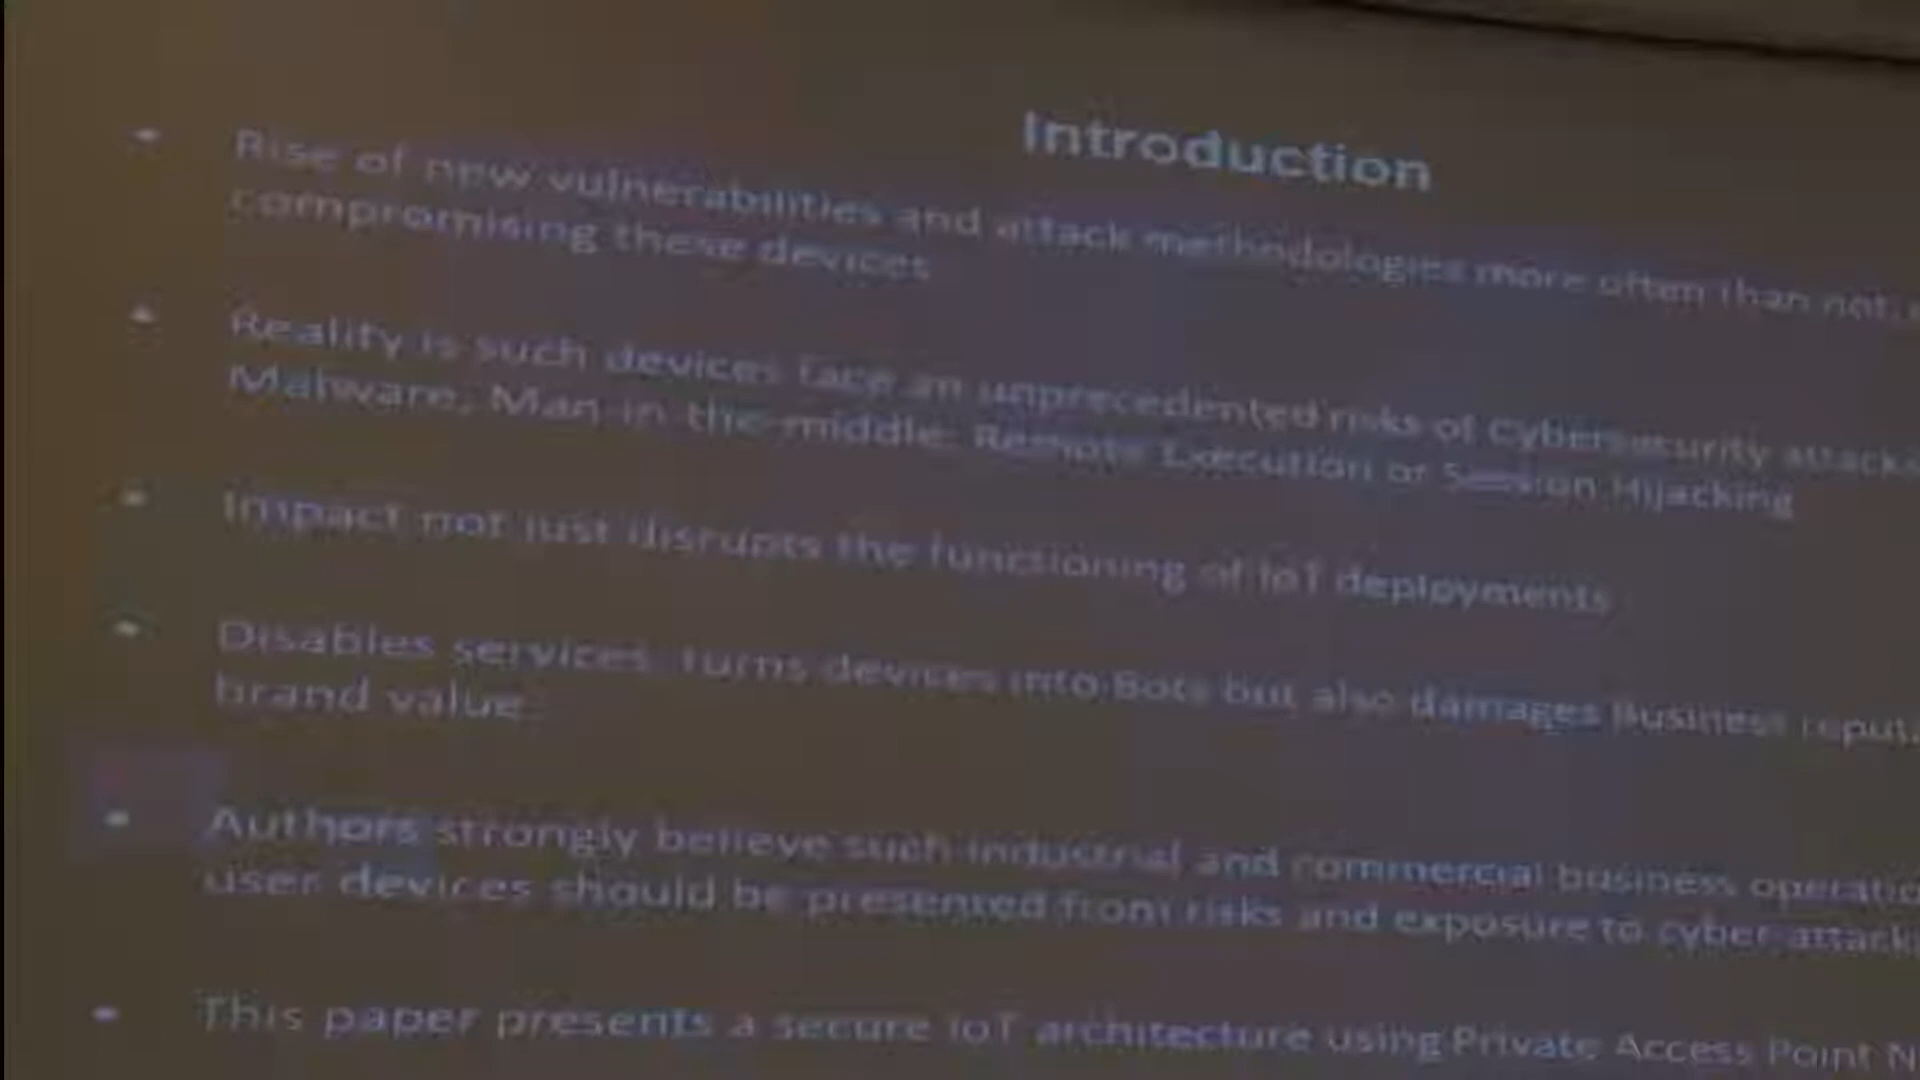 Introduction
Rise of new vulnerabilities and attack methodologies more often than not,
compromising these devices
Reality is such devices face an unprecedented risks of Cybersecurity attacks
Malware, Man-in-the-middle, Remote Execution or Session Hijacking
Impact not just disrupts the functioning of IoT deployments
Disables services, turns devices into Bots but also damages Business
brand value
Authors strongly believe such industrial and commercial business
user devices should be presented from risks and exposure to cyber attacks
This paper presents a secure IoT architecture using Private Access Point